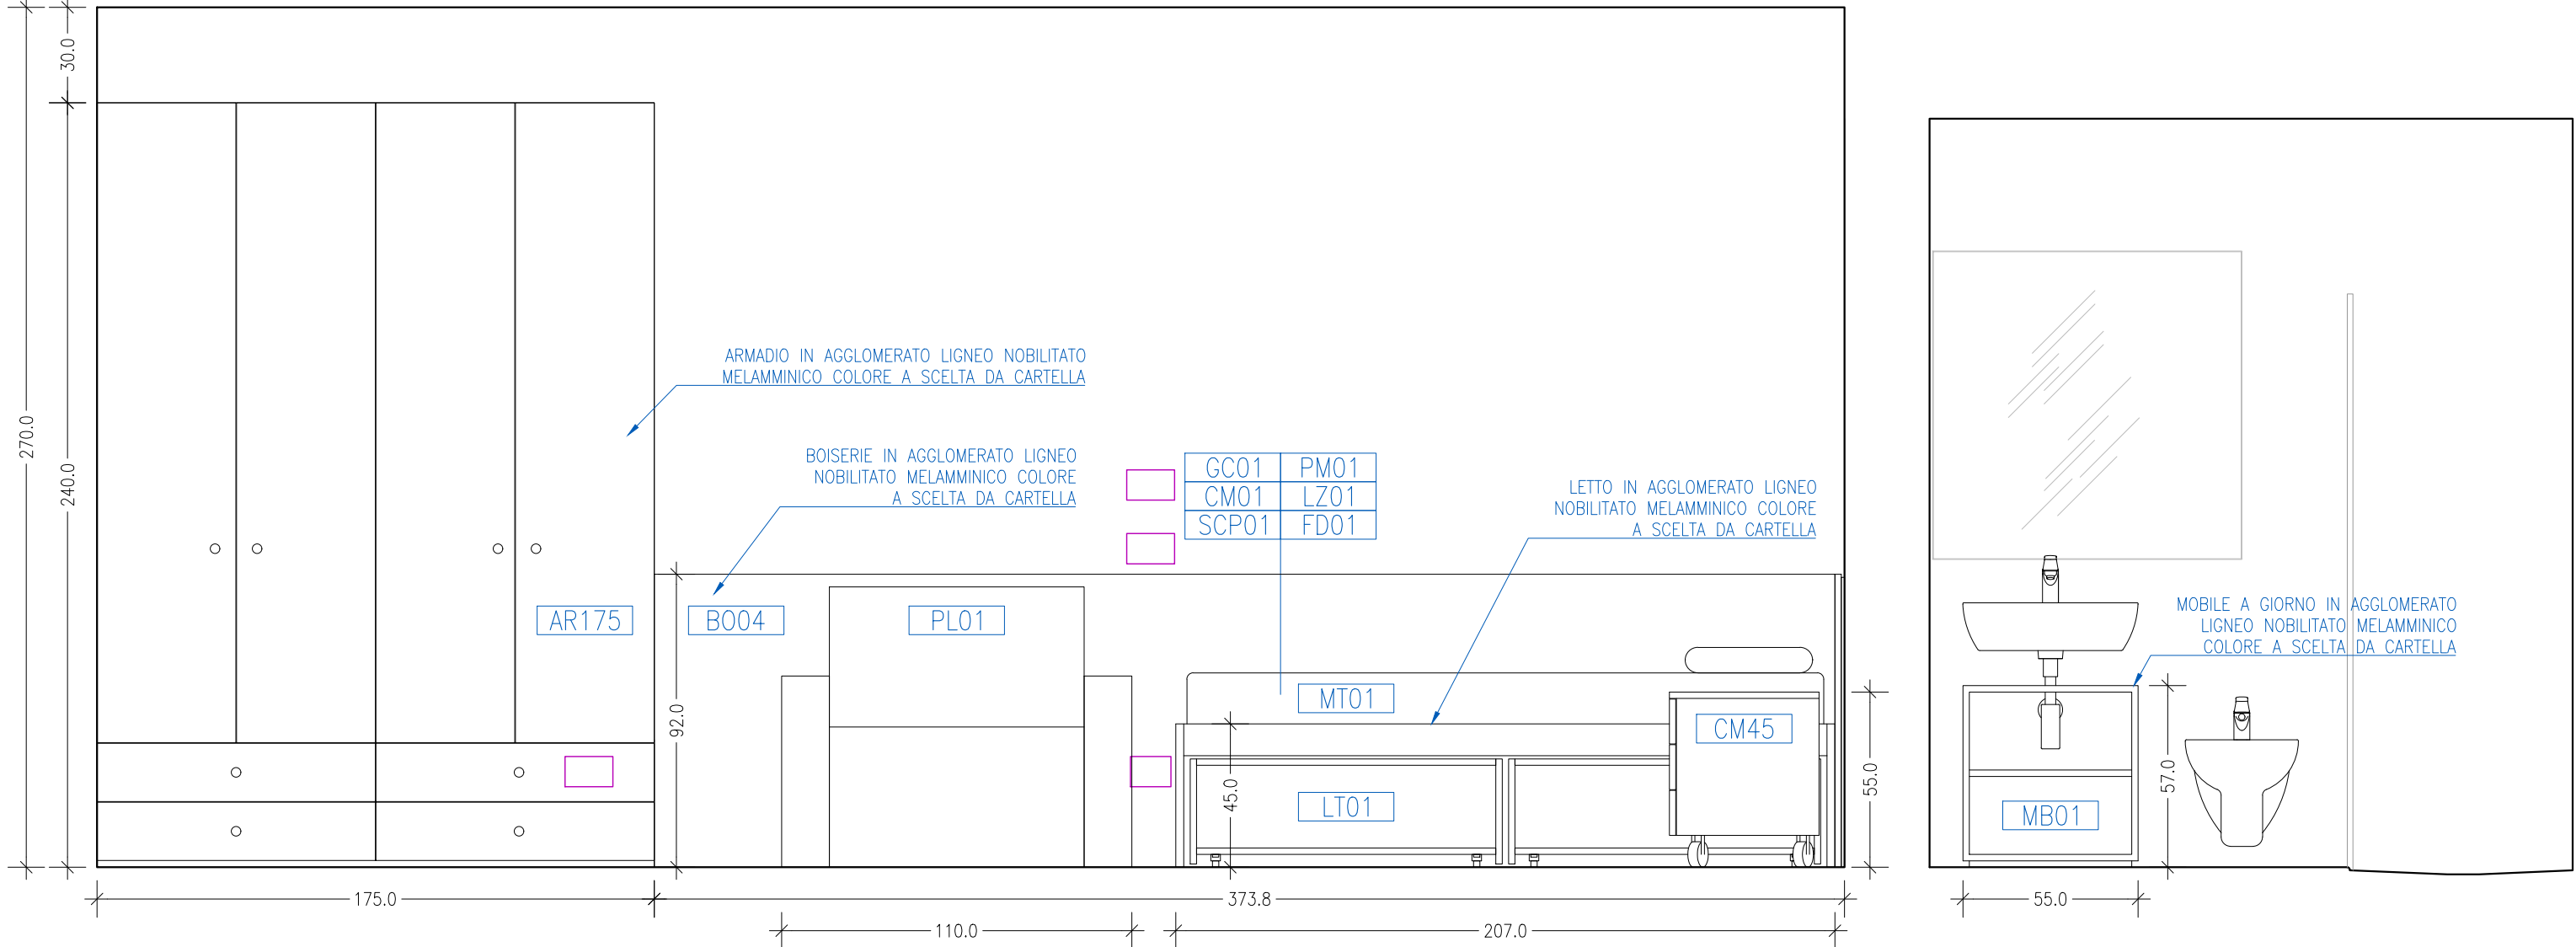 30.0
270.0
240.0
ARMADIO IN AGGLOMERATO LIGNEO NOBILITATO
MELAMMINICO COLORE A SCELTA DA CARTELLA
BOISERIE IN AGGLOMERATO LIGNEO
NOBILITATO MELAMMINICO COLORE
A SCELTA DA CARTELLA
GC01 PM01
CM01 LZ01
SCP01 FD01
LETTO IN AGGLOMERATO LIGNEO
NOBILITATO MELAMMINICO COLORE
A SCELTA DA CARTELLA
MOBILE A GIORNO IN AGGLOMERATO
LIGNEO NOBILITATO MELAMMINICO
COLORE A SCELTA DA CARTELLA
AR175
BO04
PL01
92.0
MT01
CM45
45.0
LT01
55.0
57.0
MB01
175.0
373.8
55.0
110.0
207.0